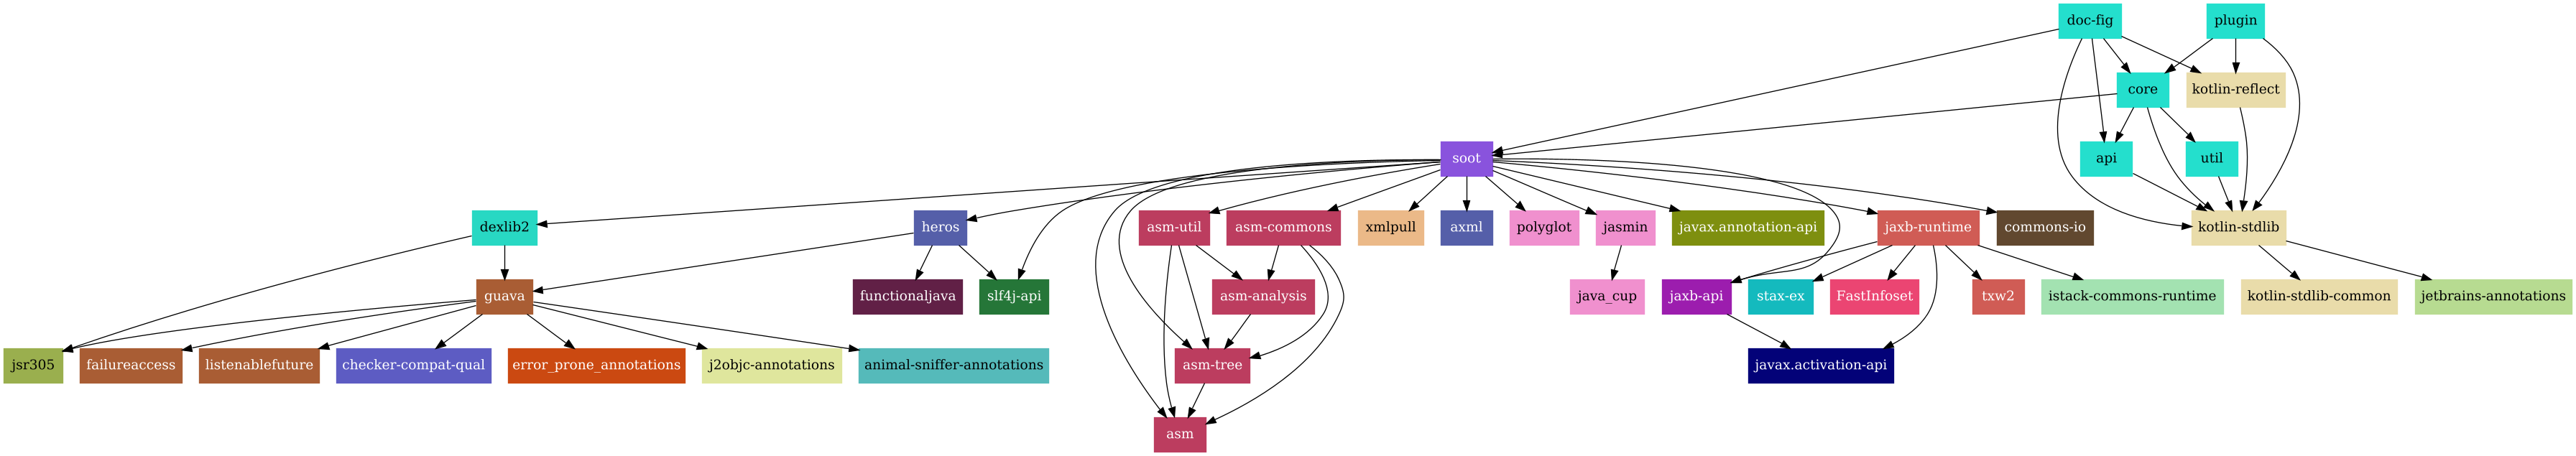 doc-fig
plugin
core
kotlin-reflect
soot
api
util
dexlib2
heros
asm-util
asm-commons
xmlpull
axml
polyglot
jasmin
javax.annotation-api
jaxb-runtime
commons-io
kotlin-stdlib
guava
functionaljava
slf4j-api
asm-analysis
java_cup
jaxb-api
stax-ex
FastInfoset
txw2
istack-commons-runtime
kotlin-stdlib-common
jetbrains-annotations
jsr305
failureaccess
listenablefuture
checker-compat-qual
error_prone_annotations
j2objc-annotations
animal-sniffer-annotations
asm-tree
javax.activation-api
asm